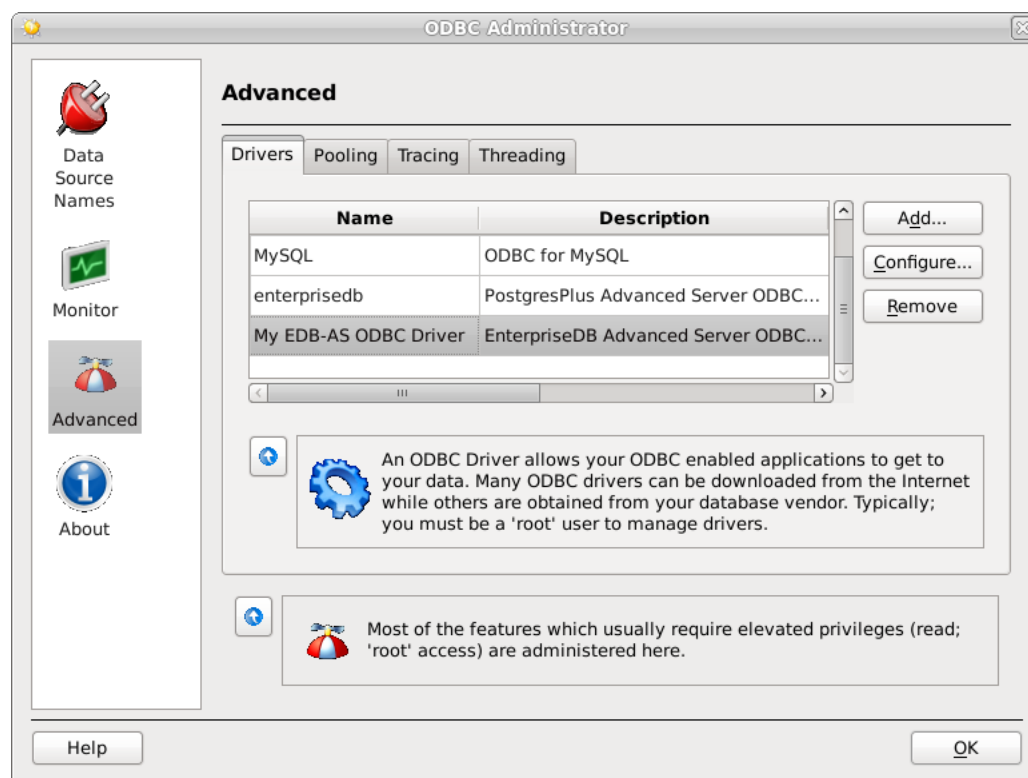 ODBC Administrator
Data
Source
Names
Monitor
Advanced
About
Advanced
Drivers Pooling Tracing Threading
Name Description
MySQL ODBC for MySQL
enterprisedb PostgresPlus Advanced Server ODBC...
My EDB-AS ODBC Driver EnterpriseDB Advanced Server ODBC...
Add...
Configure...
Remove
An ODBC Driver allows your ODBC enabled applications to get to
your data. Many ODBC drivers can be downloaded from the Internet
while others are obtained from your database vendor. Typically;
you must be a 'root' user to manage drivers.
Most of the features which usually require elevated privileges (read;
'root' access) are administered here.
Help
OK